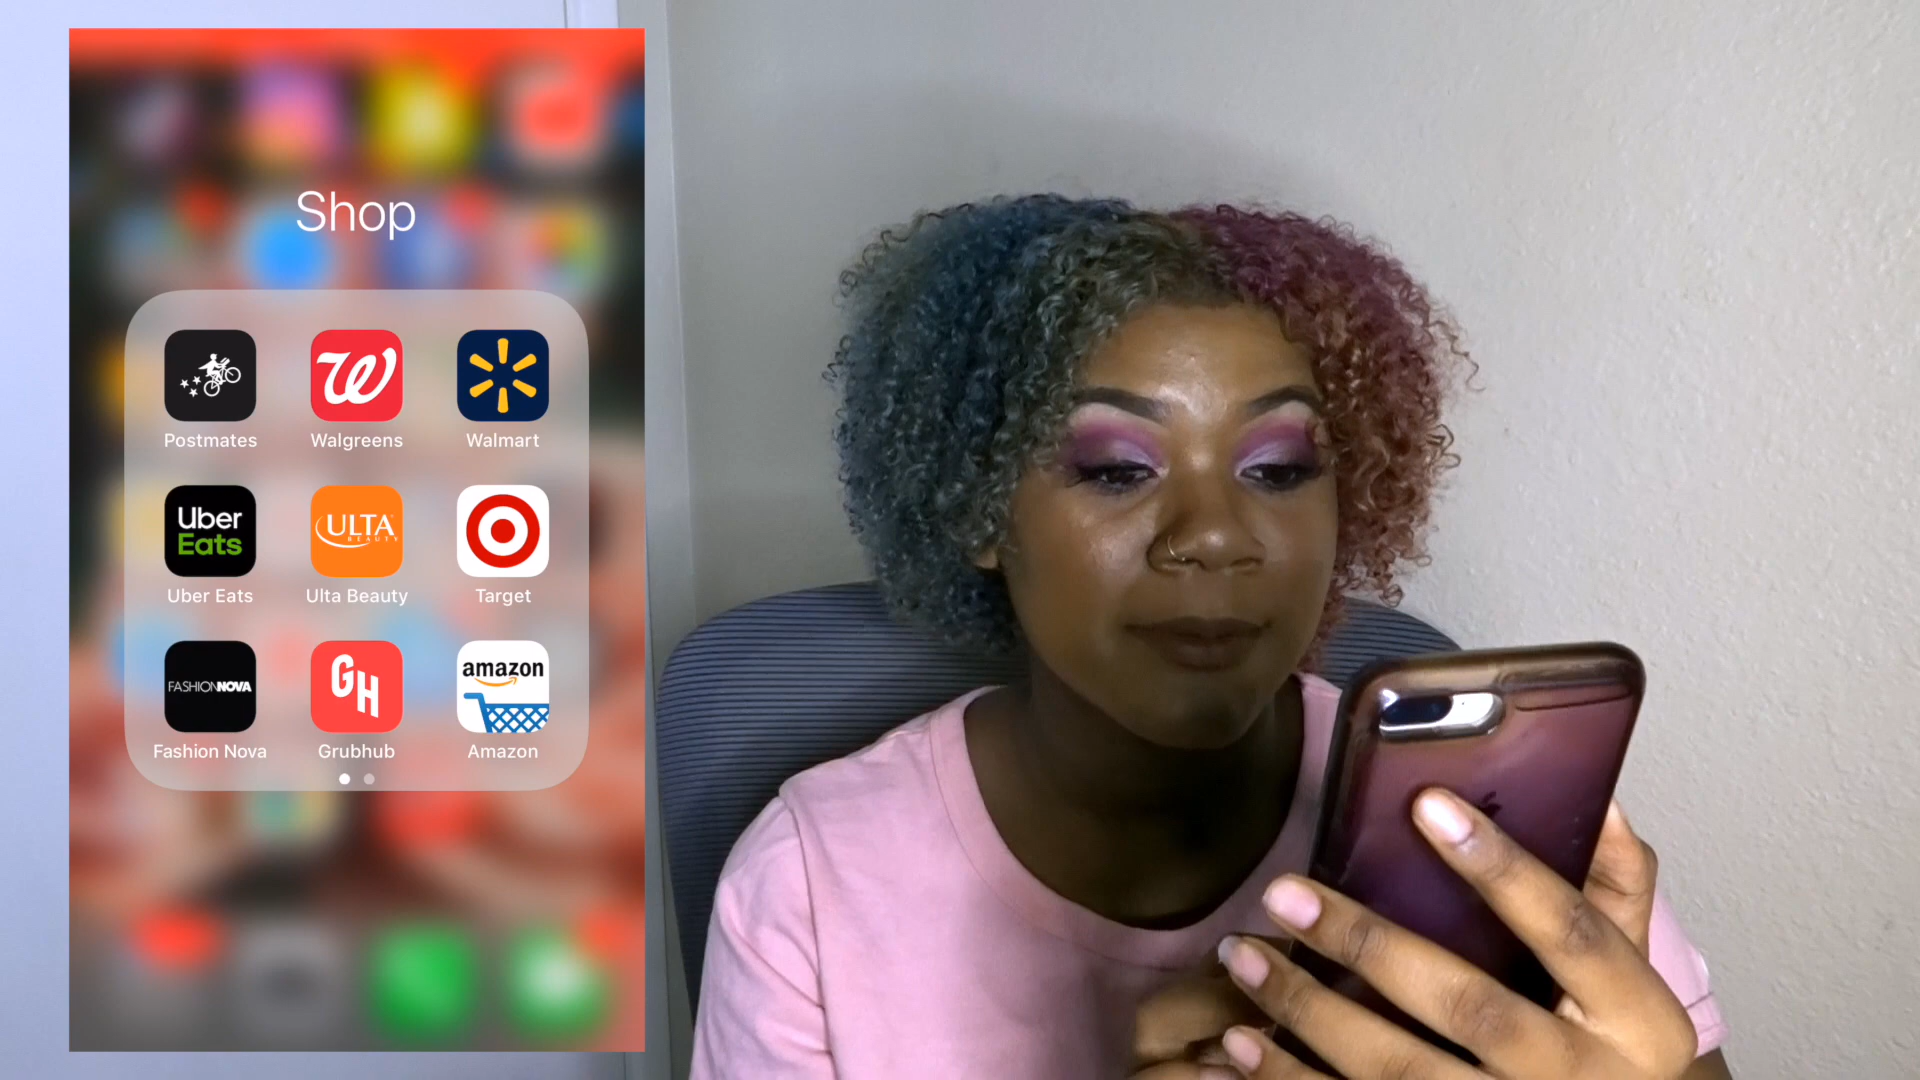 Shop
W
Postmates
Walgreens
Walmart
Uber
Eats
ULTA
BEAUTY
Uber Eats
Ulta Beauty
Target
FASHIONNOVA
GH
amazon
Fashion Nova
Grubhub
Amazon